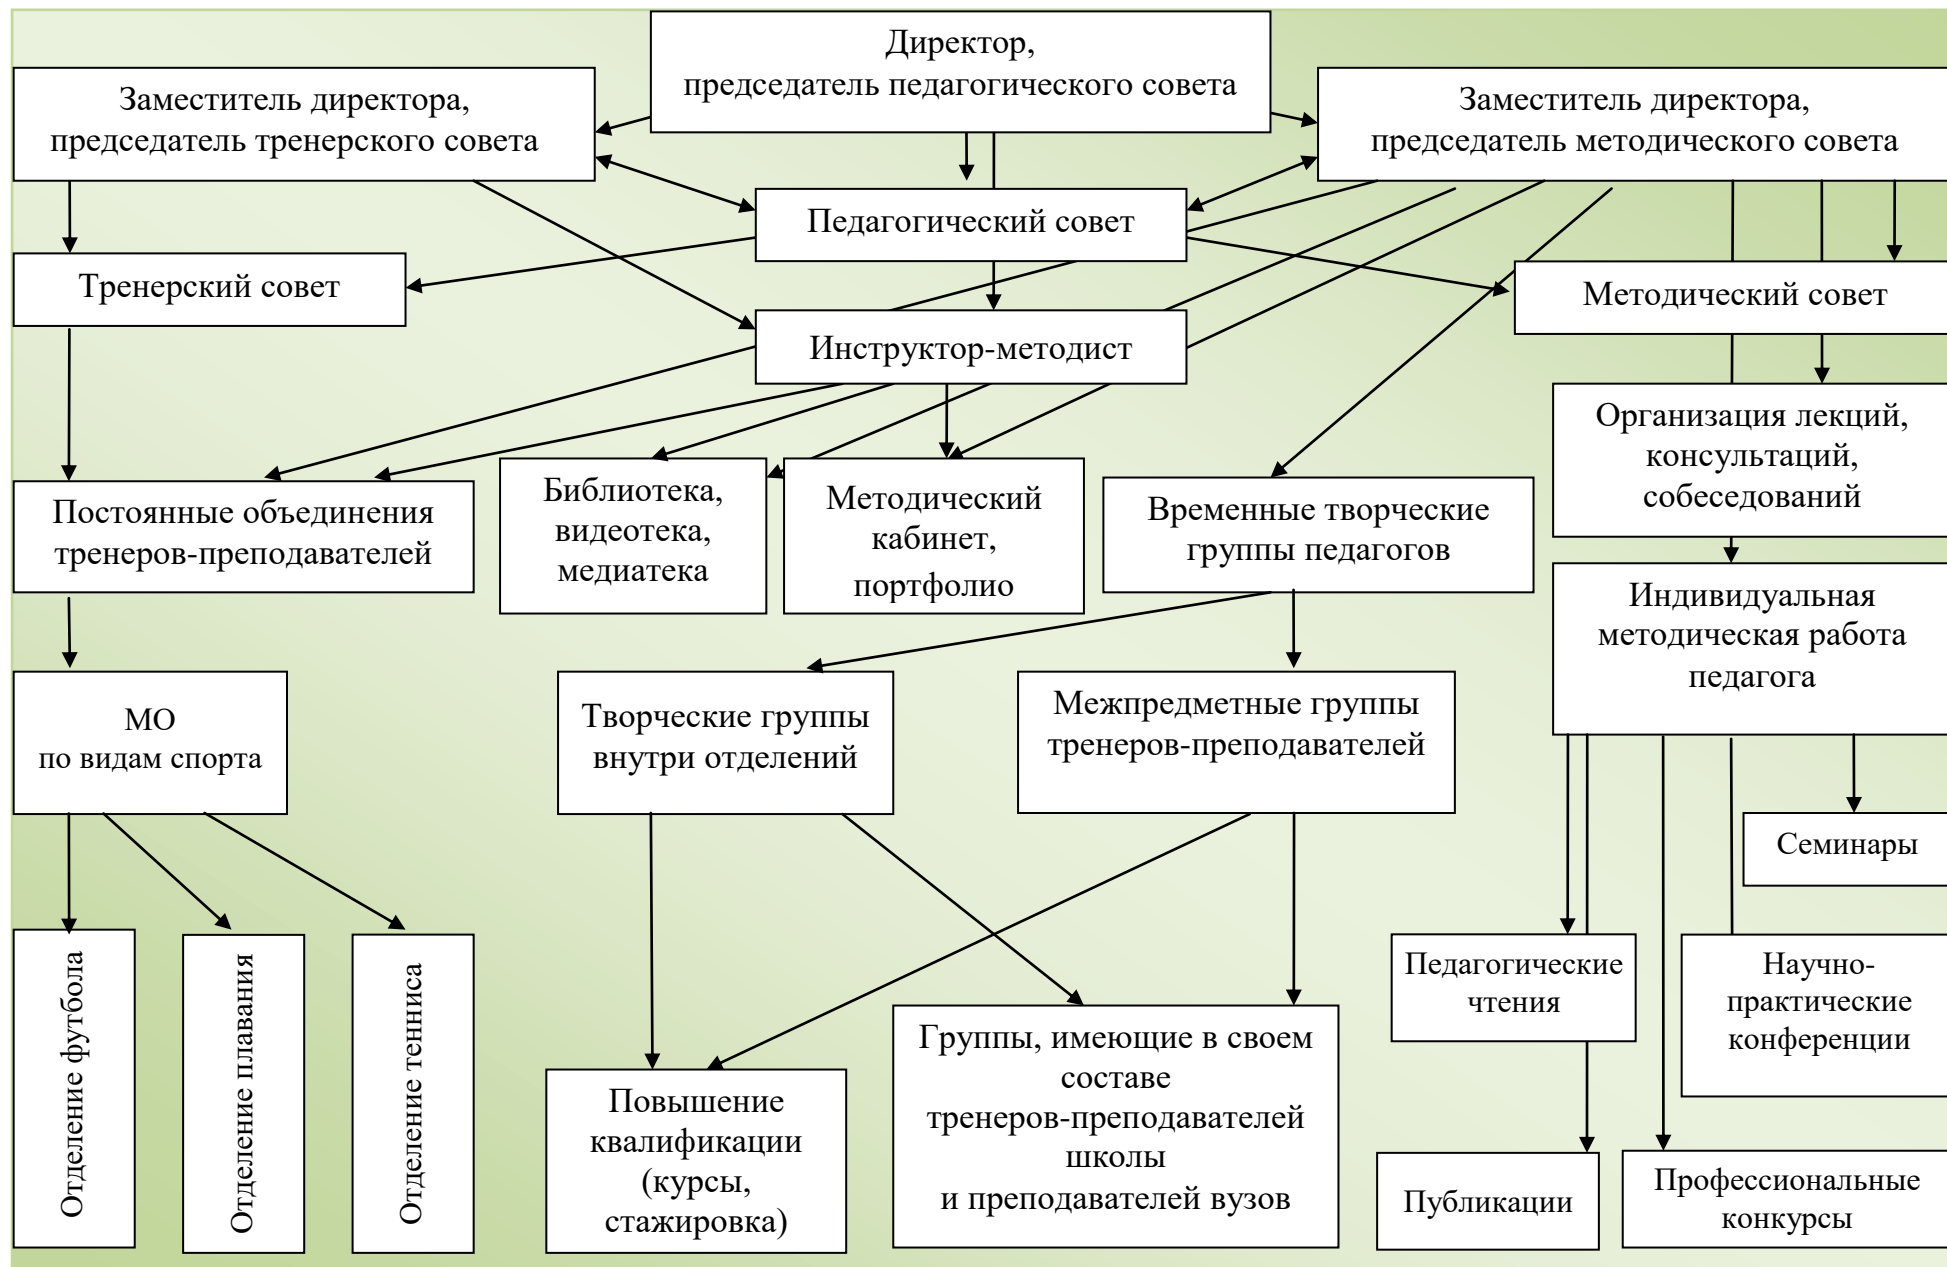 Директор,
председатель педагогического совета
Заместитель директора,
председатель тренерского совета
Заместитель директора,
председатель методического совета
Педагогический совет
Тренерский совет
Методический совет
Инструктор-методист
Организация лекций,
консультаций,
собеседований
Постоянные объединения
тренеров-преподавателей
Библиотека,
видеотека,
медиатека
Методический
кабинет,
портфолио
Временные творческие
группы педагогов
Индивидуальная
методическая работа
педагога
МО
по видам спорта
Творческие группы
внутри отделений
Межпредметные группы
тренеров-преподавателей
Семинары
Отделение футбола
Отделение плавания
Отделение тенниса
Педагогические
чтения
Научно-
практические
конференции
Повышение
квалификации
(курсы,
стажировка)
Группы, имеющие в своем
составе
тренеров-преподавателей
школы
и преподавателей вузов
Публикации
Профессиональные
конкурсы